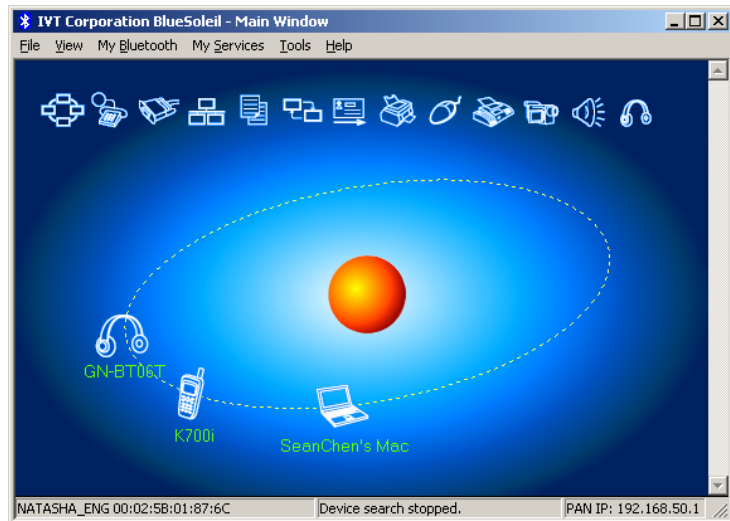 IVT Corporation BlueSoleil - Main Window
File View My Bluetooth My Services Tools Help
GN-BT06T
K700i
SeanChen's Mac
NATASHA_ENG 00:02:5B:01:87:6C Device search stopped. PAN IP: 192.168.50.1